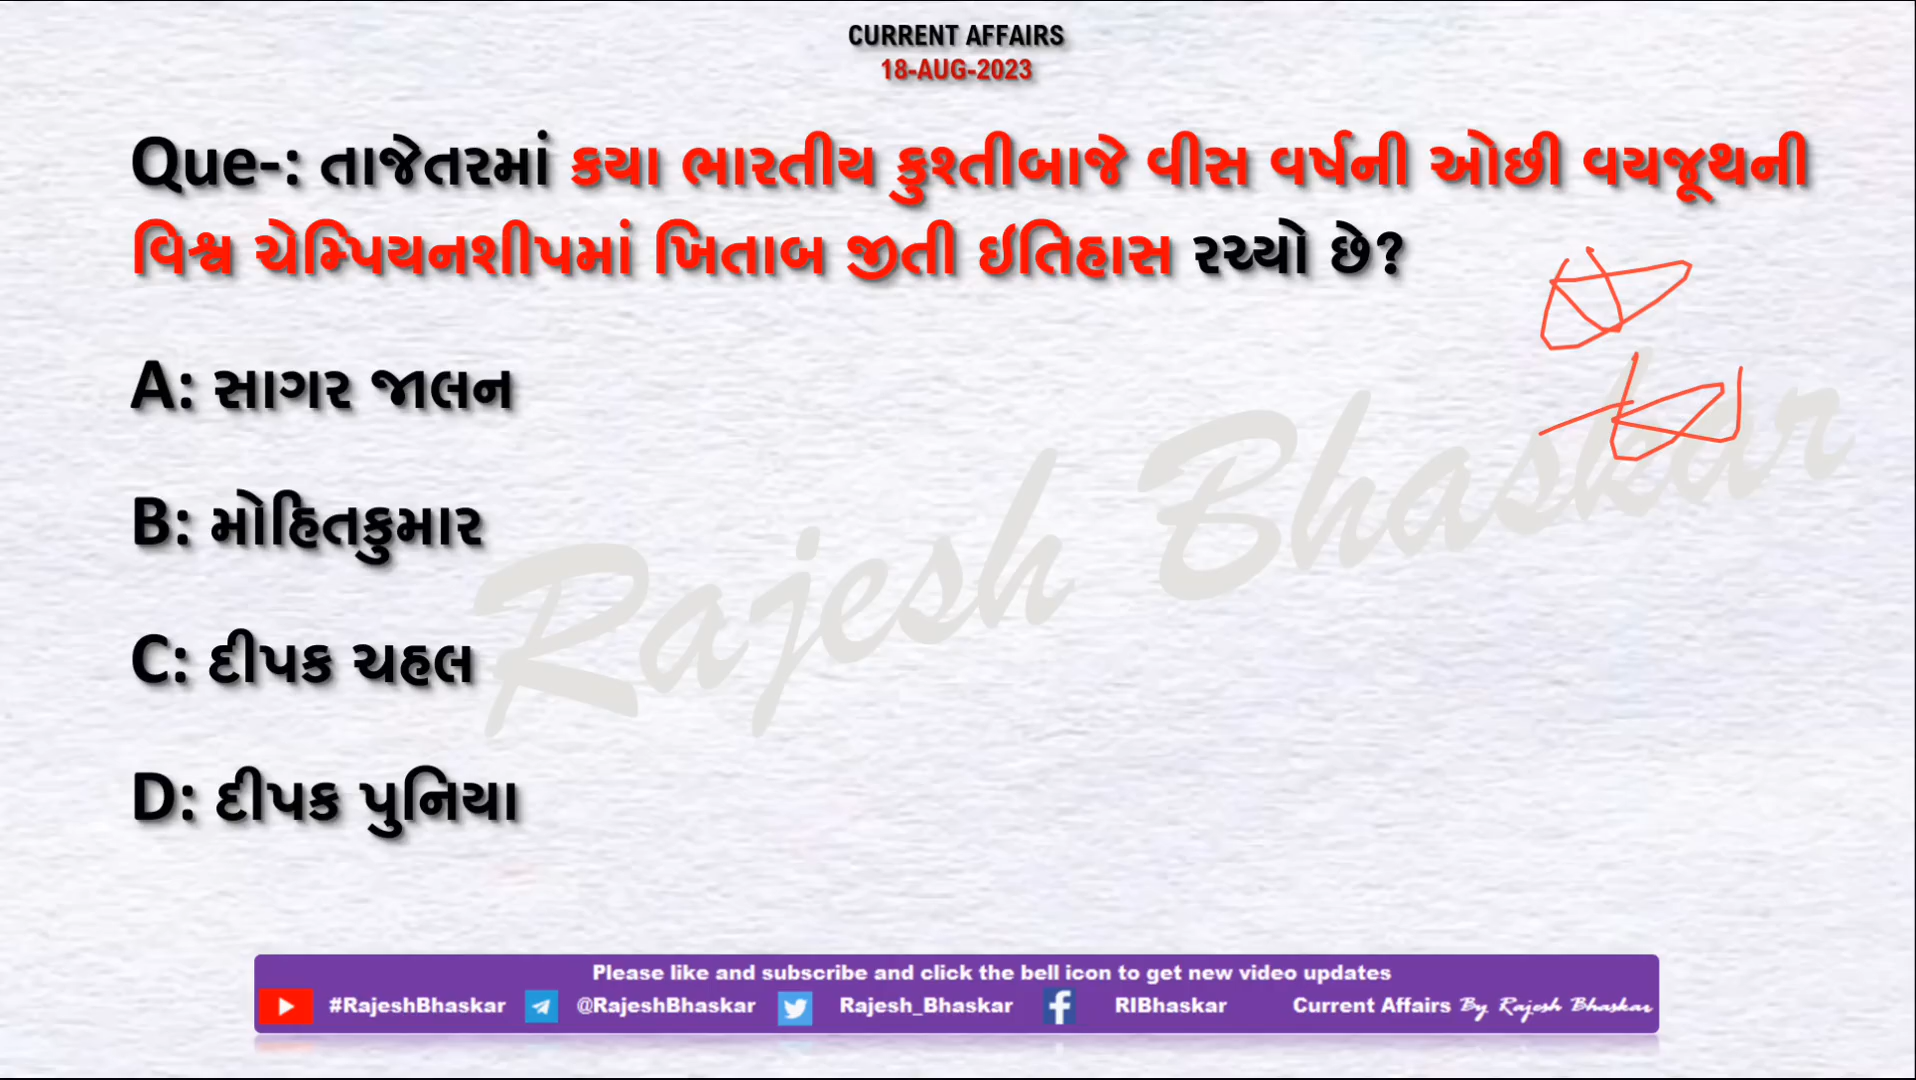 CURRENT AFFAIRS
18-AUG-2023
Que-: તાજેતરમાં કયા ભારતીય કુશ્તીબાજે વીસ વર્ષની ઓછી વયજૂથની
વિશ્વ ચેમ્પિયનશીપમાં ખિતાબ જીતી ઇતિહાસ રચ્યો છે?
A: સાગર જાલન
B: મોહિતકુમાર
C: દીપક ચહલ
D: દીપક પુનિયા
Rajesh Bhaskar
Please like and subscribe and click the bell icon to get new video updates
#RajeshBhaskar @RajeshBhaskar Rajesh_Bhaskar RIBhaskar Current Affairs By Rajesh Bhaskar